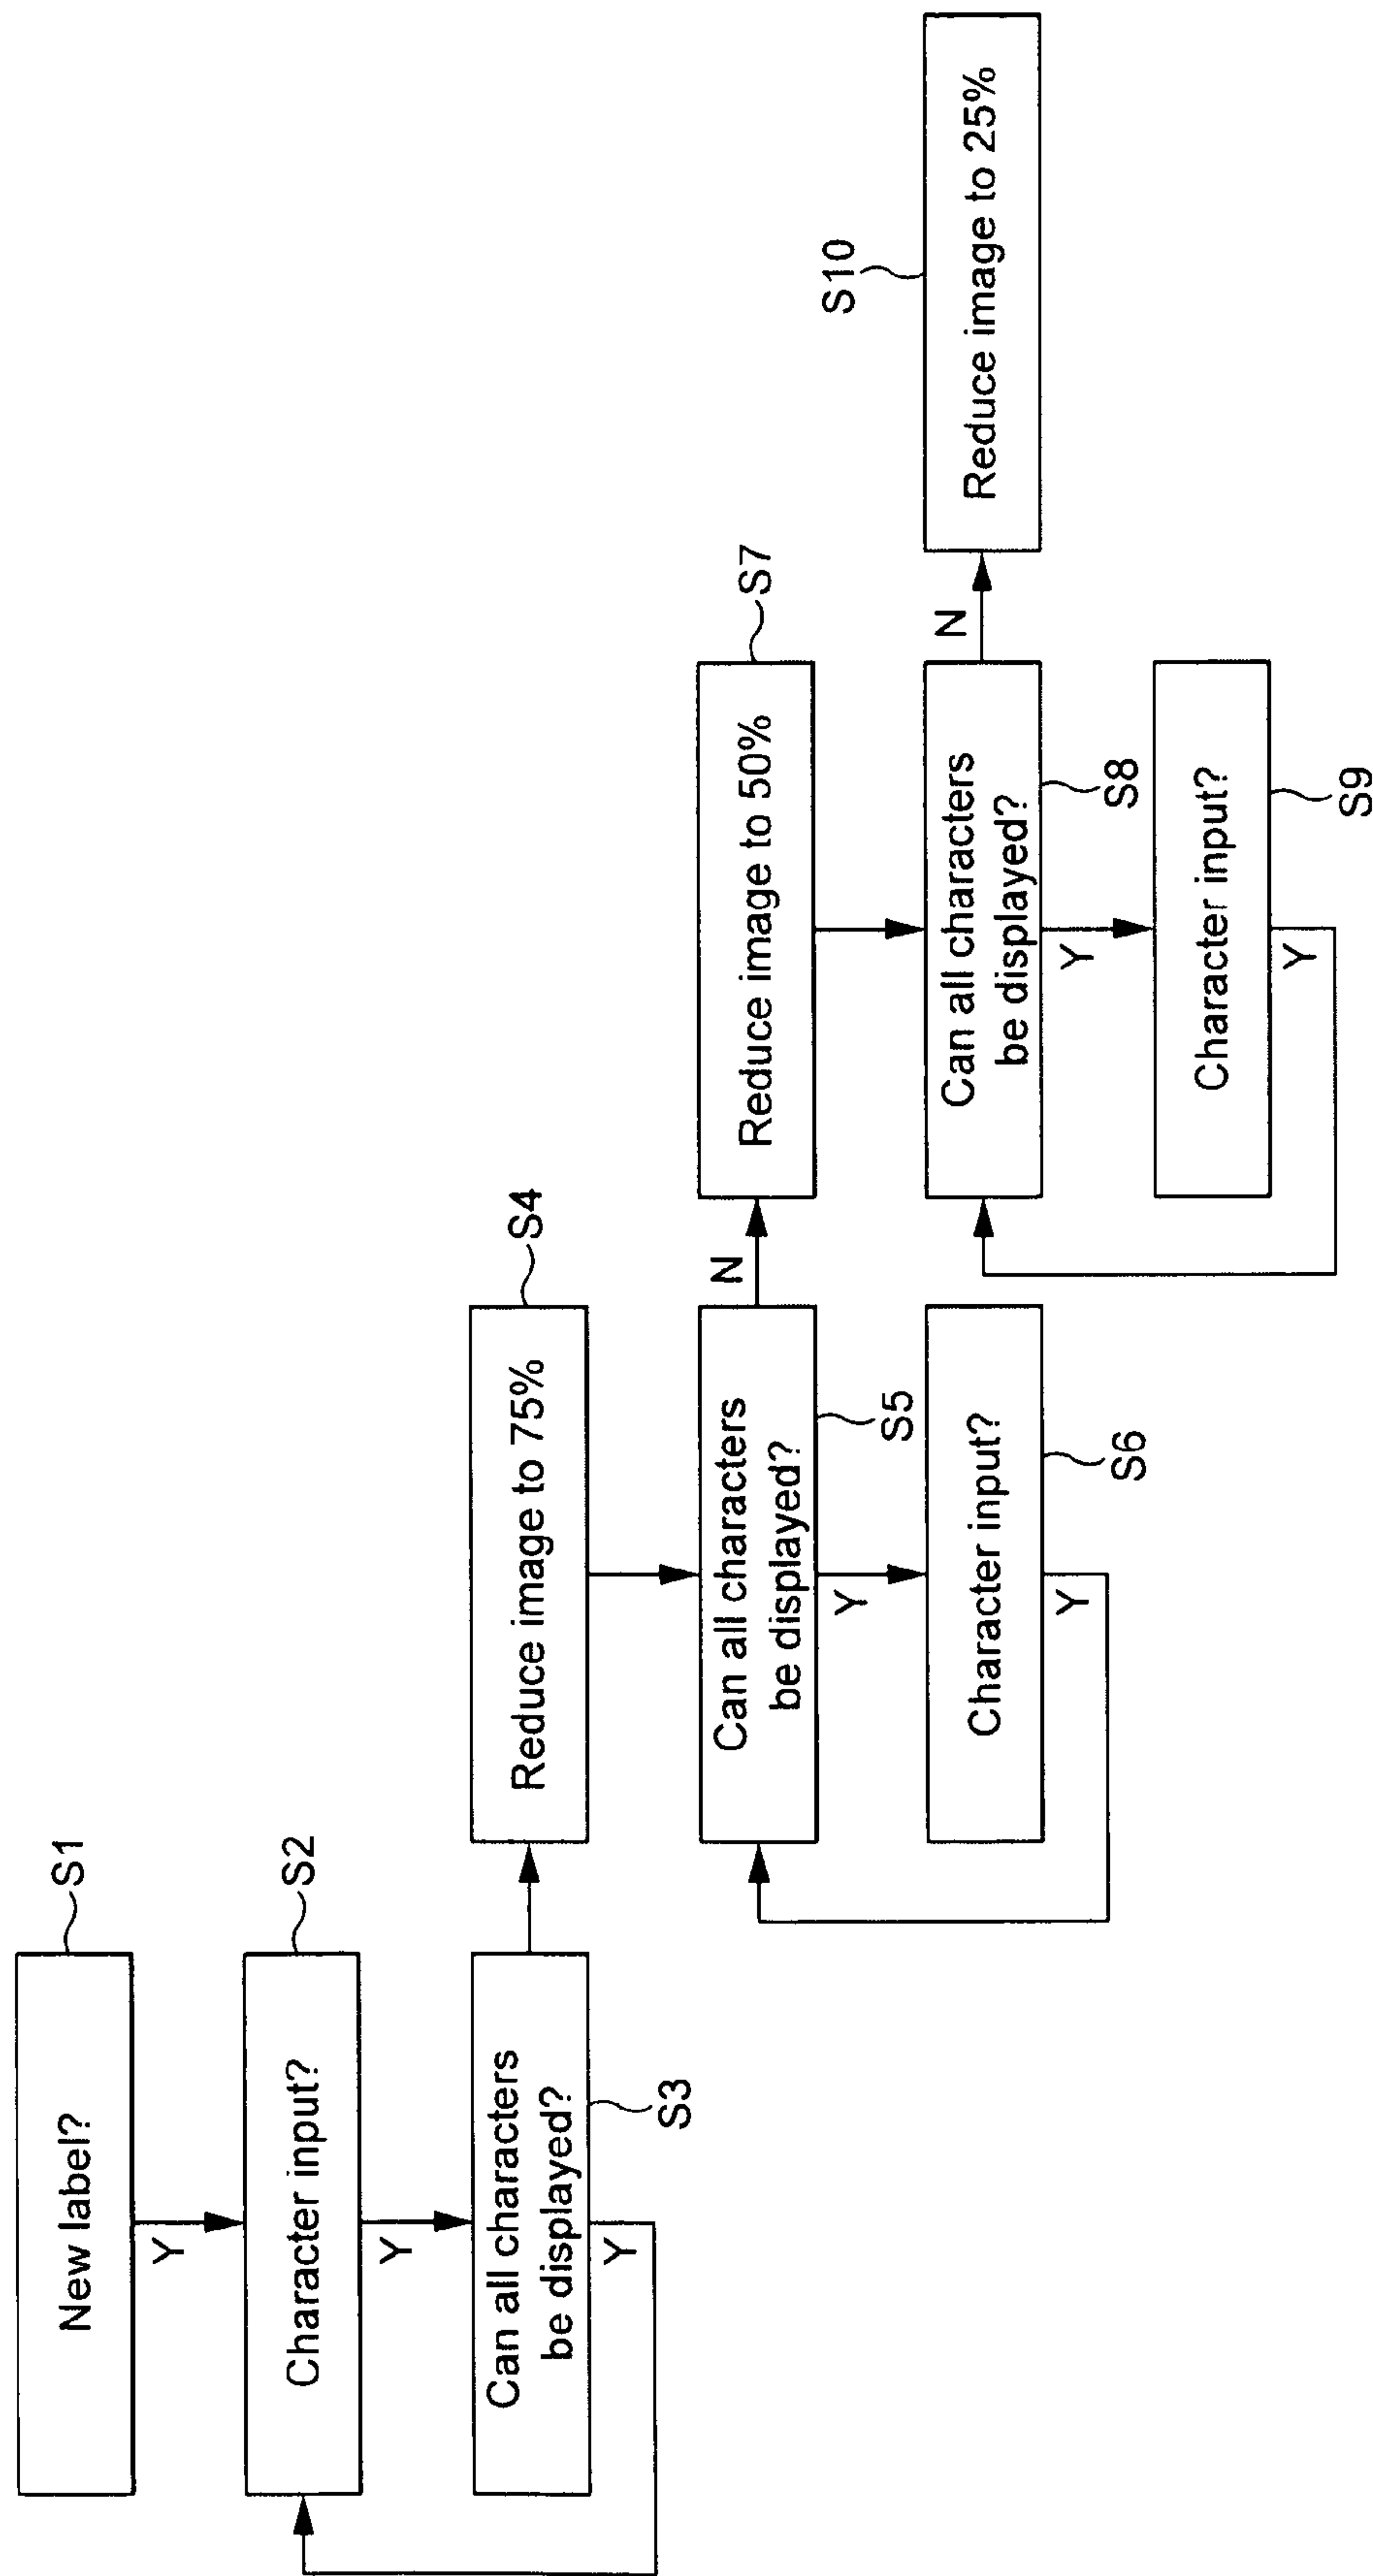 New label?
S1
Y
Character input?
S2
Y
Can all characters
be displayed?
S3
Y
Reduce image to 75%
S4
Can all characters
be displayed?
S5
N
Y
Character input?
S6
Y
Reduce image to 50%
S7
Can all characters
be displayed?
S8
N
Y
Character input?
S9
Y
Reduce image to 25%
S10